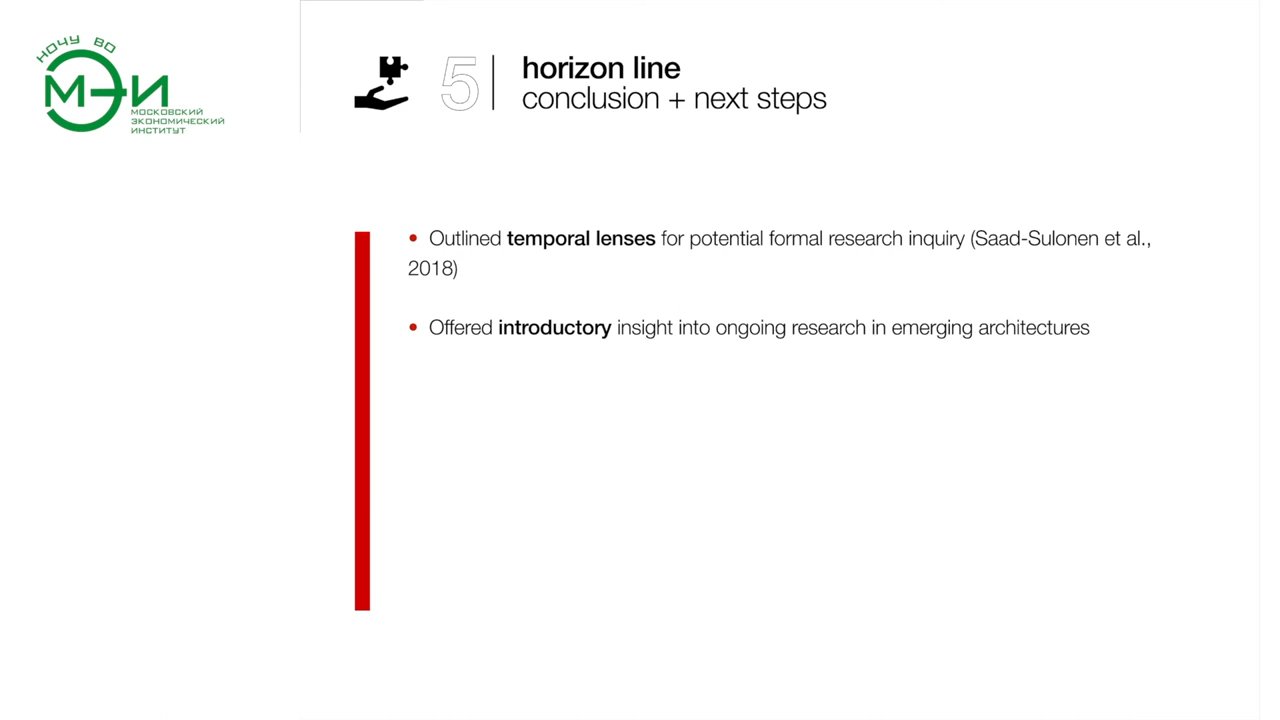 НОЧУ ВО
МЭИ
МОСКОВСКИЙ
ЭКОНОМИЧЕСКИЙ
ИНСТИТУТ
5
horizon line
conclusion + next steps
• Outlined temporal lenses for potential formal research inquiry (Saad-Sulonen et al.,
2018)
• Offered introductory insight into ongoing research in emerging architectures